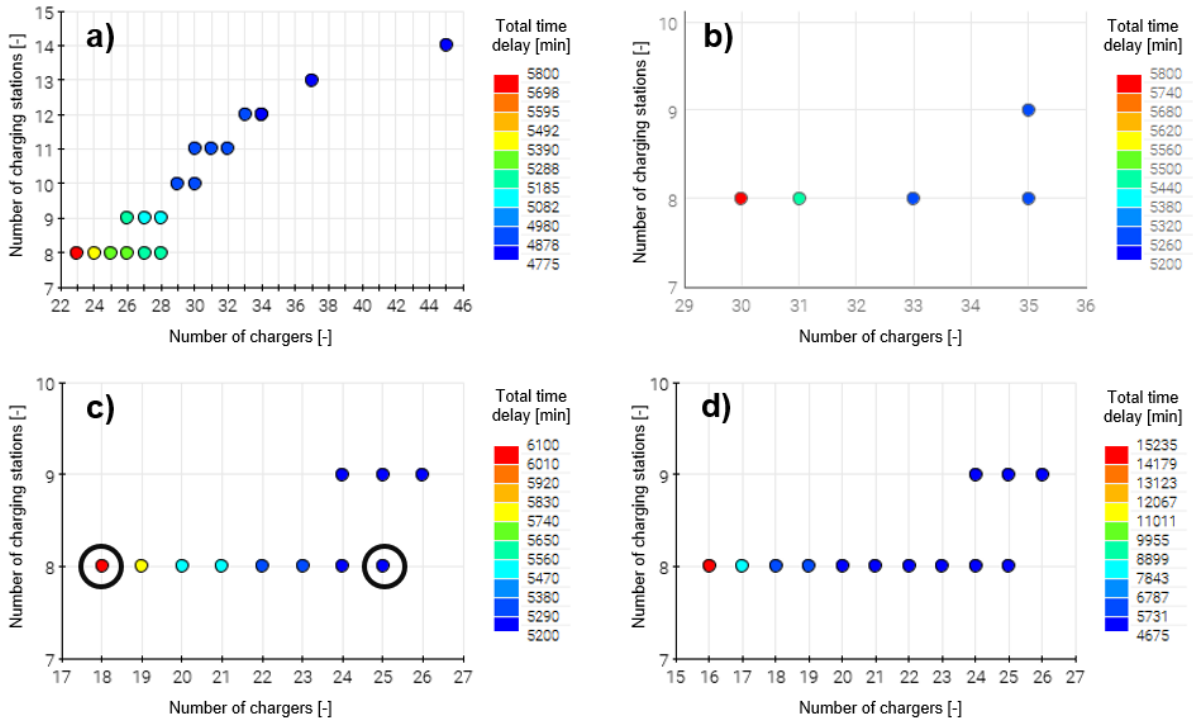 a)
Number of charging stations [-]
15
14
13
12
11
10
9
8
7
22 24 26 28 30 32 34 36 38 40 42 44 46
Number of chargers [-]
Total time
delay [min]
5800
5698
5595
5492
5390
5288
5185
5082
4980
4878
4775
b)
Number of charging stations [-]
10
9
8
7
29 30 31 32 33 34 35 36
Number of chargers [-]
Total time
delay [min]
5800
5740
5680
5620
5560
5500
5440
5380
5320
5260
5200
c)
Number of charging stations [-]
10
9
8
7
17 18 19 20 21 22 23 24 25 26 27
Number of chargers [-]
Total time
delay [min]
6100
6010
5920
5830
5740
5650
5560
5470
5380
5290
5200
d)
Number of charging stations [-]
10
9
8
7
15 16 17 18 19 20 21 22 23 24 25 26 27
Number of chargers [-]
Total time
delay [min]
15235
14179
13123
12067
11011
9955
8899
7843
6787
5731
4675